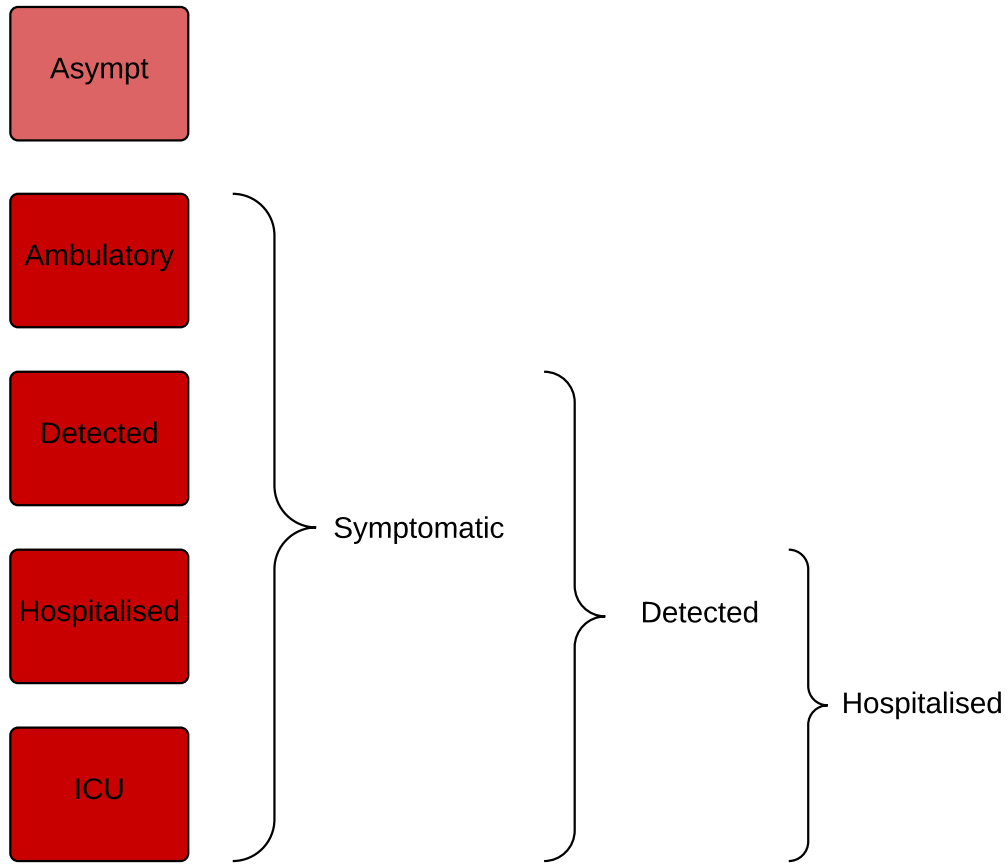 Asympt
Ambulatory
Detected
Hospitalised
ICU
Symptomatic
Detected
Hospitalised